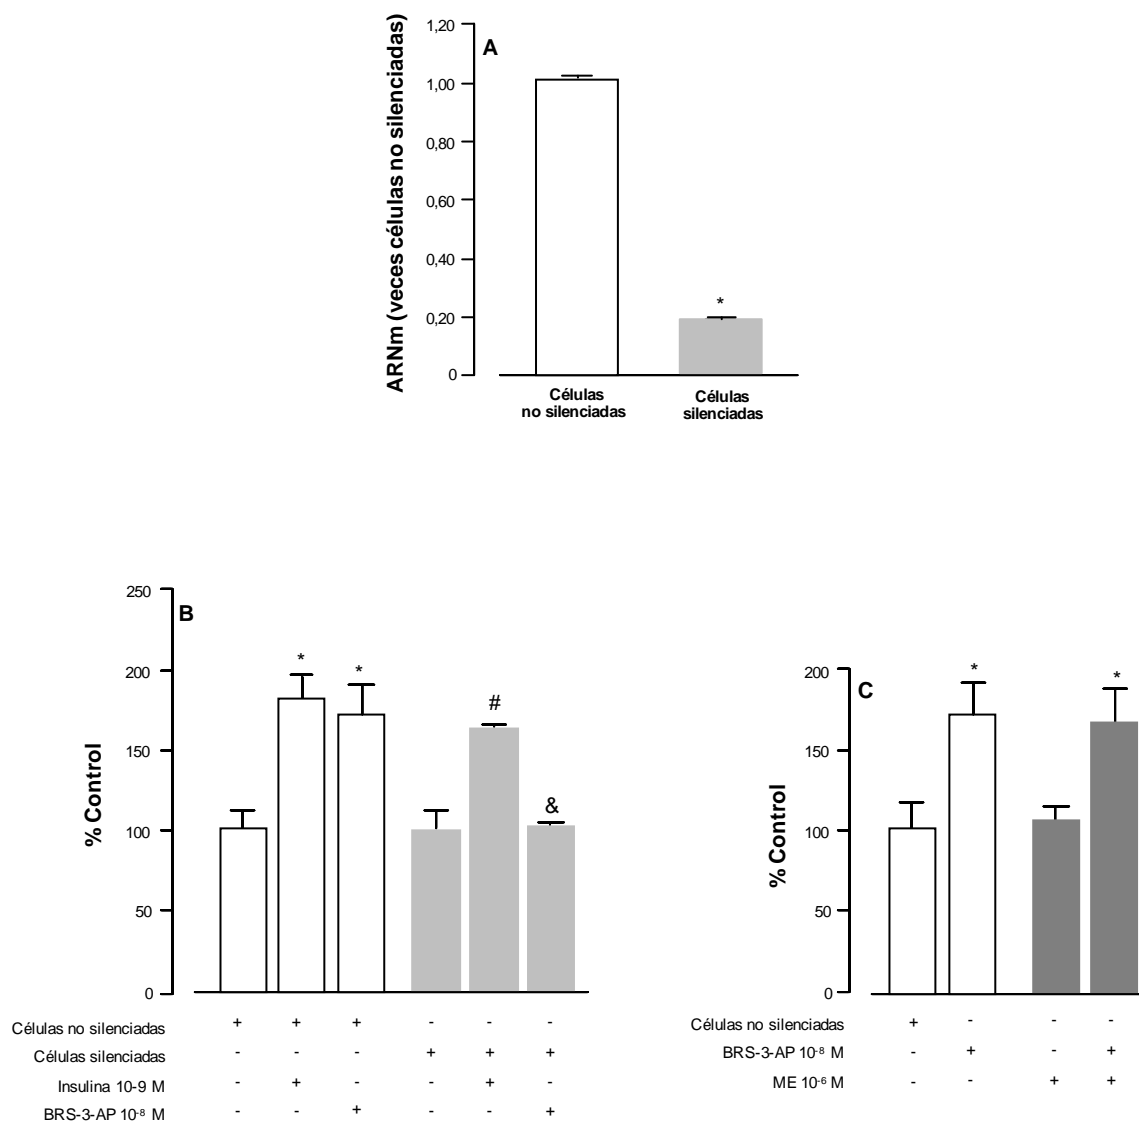 A
ARNm (veces células no silenciadas)
1,20
1,00
0,80
0,60
0,40
0,20
0
*
Células
no silenciadas
Células
silenciadas
B
% Control
250
200
150
100
50
0
* * # &
Células no silenciadas + + + - - -
Células silenciadas - - - + + +
Insulina 10-9 M - + - - + -
BRS-3-AP 10-8 M - - + - - +
C
% Control
200
150
100
50
0
* *
Células no silenciadas + - - -
BRS-3-AP 10-8 M - + - +
ME 10-6 M - - + +